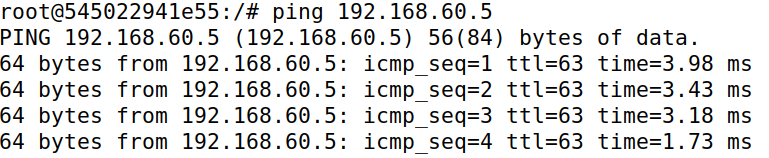 root@545022941e55:/# ping 192.168.60.5
PING 192.168.60.5 (192.168.60.5) 56(84) bytes of data.
64 bytes from 192.168.60.5: icmp_seq=1 ttl=63 time=3.98 ms
64 bytes from 192.168.60.5: icmp_seq=2 ttl=63 time=3.43 ms
64 bytes from 192.168.60.5: icmp_seq=3 ttl=63 time=3.18 ms
64 bytes from 192.168.60.5: icmp_seq=4 ttl=63 time=1.73 ms